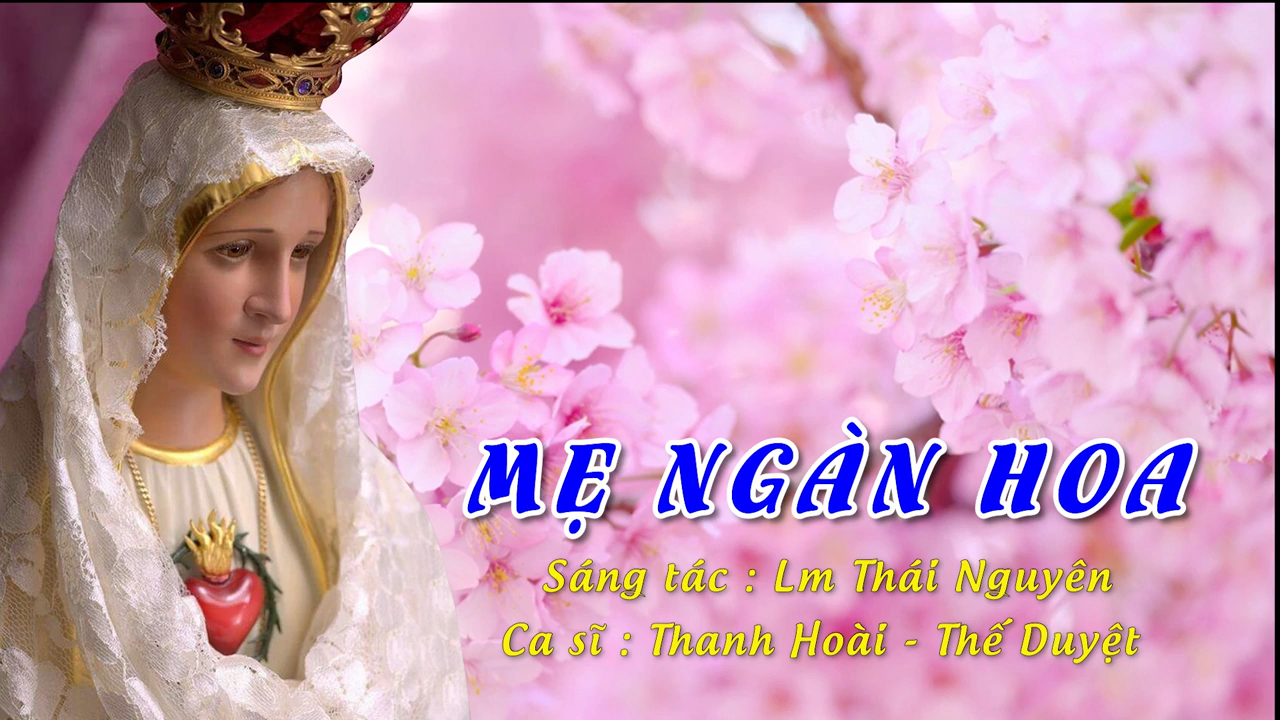 MẸ NGÀN HOA
Sáng tác : Lm Thái Nguyên
Ca sĩ : Thanh Hoài - Thế Duyệt